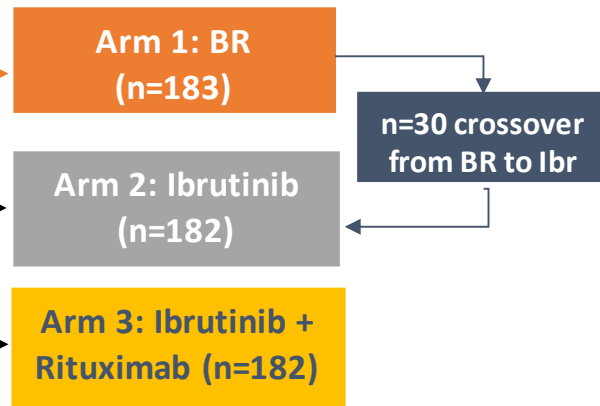 Arm 1: BR
(n=183)
n=30 crossover
from BR to Ibr
Arm 2: Ibrutinib
(n=182)
Arm 3: Ibrutinib +
Rituximab (n=182)